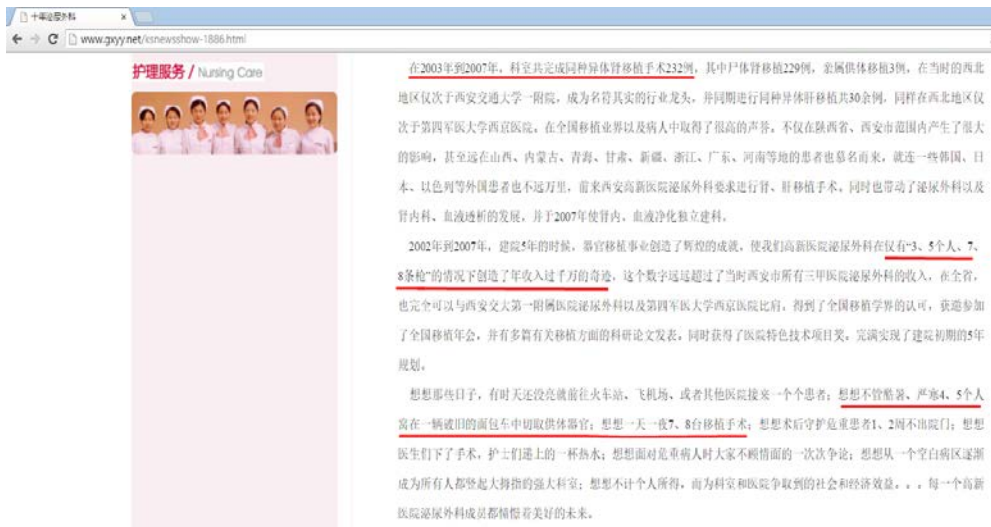 十年泌尿外科
www.gxyy.net/ksnewsshow-1886.html
护理服务 / Nursing Care
在2003年到2007年，科室共完成同种异体肾移植手术232例，其中尸体肾移植229例，亲属供体移植3例，在当时的西北
地区仅次于西安交通大学一附院，成为名符其实的行业龙头，并同期进行同种异体肝移植共30余例，同样在西北地区仅
次于第四军医大学西京医院，在全国移植业界以及病人中取得了很高的声誉，不仅在陕西省、西安市范围内产生了很大
的影响，甚至远在山西、内蒙古、青海、甘肃、新疆、浙江、广东、河南等地的患者也慕名而来，就连一些韩国、日
本、以色列等外国患者也不远万里，前来西安高新医院泌尿外科要求进行肾、肝移植手术。同时也带动了泌尿外科以及
肾内科、血液透析的发展，并于2007年使肾内、血液净化独立建科。
2002年到2007年，建院5年的时候，器官移植事业创造了辉煌的成就，使我们高新医院泌尿外科在仅有“3、5个人、7、
8条枪”的情况下创造了年收入过千万的奇迹，这个数字远远超过了当时西安市所有三甲医院泌尿外科的收入，在全省，
也完全可以与西安交大第一附属医院泌尿外科以及第四军医大学西京医院比肩，得到了全国移植学界的认可，获邀参加
了全国移植年会，并有多篇有关移植方面的科研论文发表，同时获得了医院特色技术项目奖。完满实现了建院初期的5年
规划。
想想那些日子，有时天还没亮就前往火车站、飞机场、或者其他医院接来一个个患者；想想不管酷暑、严寒4、5个人
窝在一辆破旧的面包车中切取供体器官；想想一天一夜7、8台移植手术；想想术后守护危重患者1、2周不出院门；想想
医生们下了手术，护士们递上的一杯热水；想想面对危重病人时大家不顾情面的一次次争论；想想从一个空白病区逐渐
成为所有人都竖起大拇指的强大科室；想想不计个人所得，而为科室和医院争取到的社会和经济效益。。。每一个高新
医院泌尿外科成员都憧憬着美好的未来。